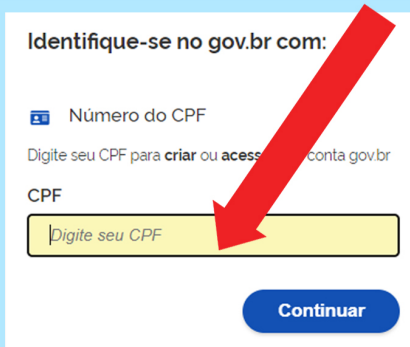 Identifique-se no gov.br com:
Número do CPF
Digite seu CPF para criar ou acess conta gov.br
CPF
Digite seu CPF
Continuar